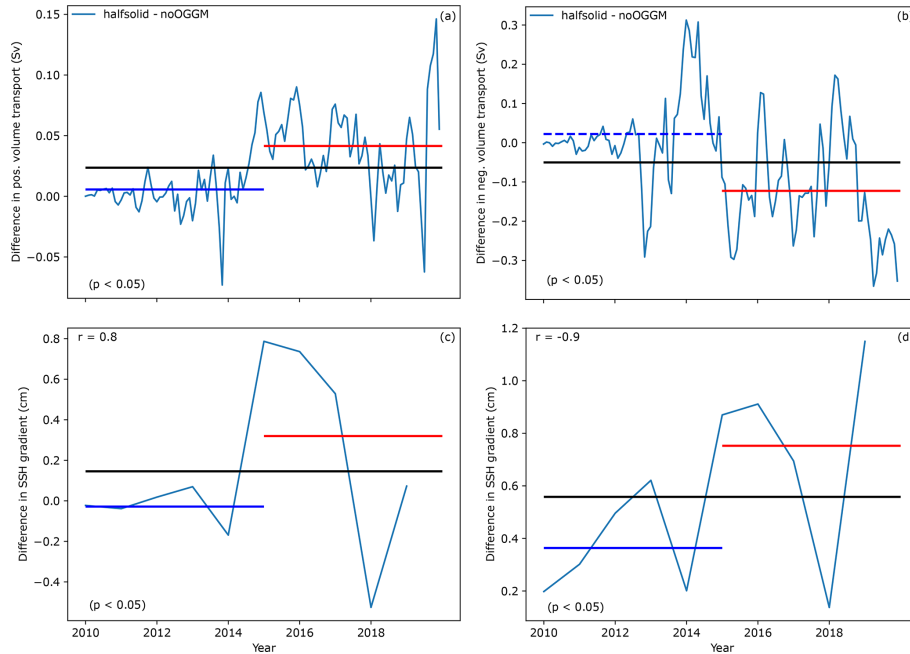 halfsolid - noOGGM
(a)
Difference in pos. volume transport (Sv)
0.15
0.10
0.05
0.00
−0.05
(p < 0.05)
halfsolid - noOGGM
(b)
Difference in neg. volume transport (Sv)
0.3
0.2
0.1
0.0
−0.1
−0.2
−0.3
(p < 0.05)
r = 0.8
(c)
Difference in SSH gradient (cm)
0.8
0.6
0.4
0.2
0.0
−0.2
−0.4
(p < 0.05)
2010
2012
2014
2016
2018
Year
r = -0.9
(d)
Difference in SSH gradient (cm)
1.2
1.0
0.8
0.6
0.4
0.2
(p < 0.05)
2010
2012
2014
2016
2018
Year